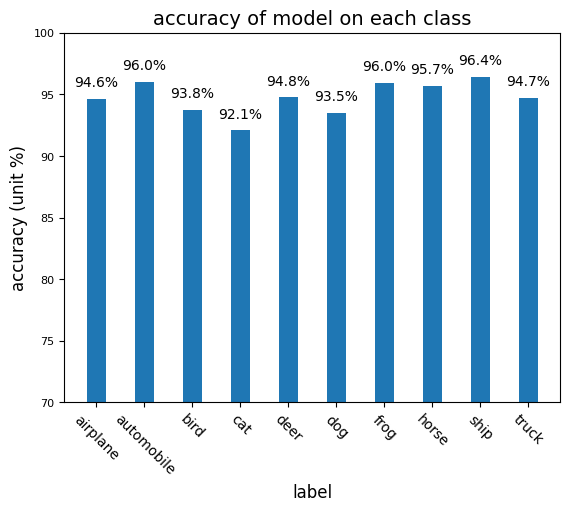 accuracy of model on each class
100
95
90
85
80
75
70
accuracy (unit %)
94.6%
96.0%
93.8%
92.1%
94.8%
93.5%
96.0%
95.7%
96.4%
94.7%
airplane
automobile
bird
cat
deer
dog
frog
horse
ship
truck
label